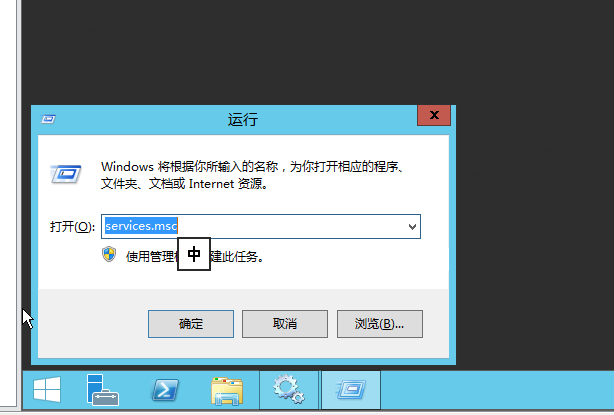 运行
x
Windows 将根据你所输入的名称，为你打开相应的程序、
文件夹、文档或 Internet 资源。
打开(O):
services.msc
使用管理
中
建此任务。
确定
取消
浏览(B)...